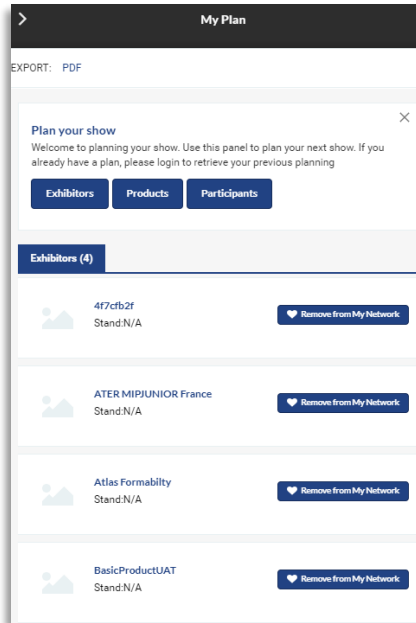 My Plan
EXPORT: PDF
Plan your show
Welcome to planning your show. Use this panel to plan your next show. If you
already have a plan, please login to retrieve your previous planning
Exhibitors Products Participants
Exhibitors (4)
4f7cfb2f
Stand:N/A
Remove from My Network
ATER MIPJUNIOR France
Stand:N/A
Remove from My Network
Atlas Formabilty
Stand:N/A
Remove from My Network
BasicProductUAT
Stand:N/A
Remove from My Network